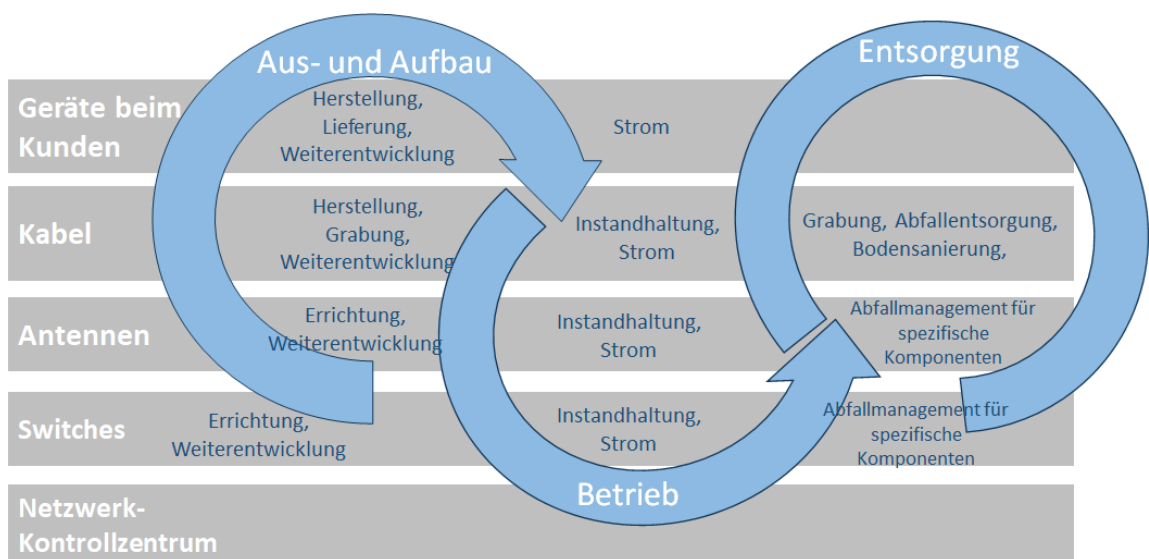 Aus- und Aufbau
Entsorgung
Geräte beim
Kunden
Herstellung,
Lieferung,
Weiterentwicklung
Strom
Kabel
Herstellung,
Grabung,
Weiterentwicklung
Instandhaltung,
Strom
Grabung, Abfallentsorgung,
Bodensanierung,
Antennen
Errichtung,
Weiterentwicklung
Instandhaltung,
Strom
Abfallmanagement für
spezifische
Komponenten
Switches
Errichtung,
Weiterentwicklung
Instandhaltung,
Strom
Abfallmanagement für
spezifische
Komponenten
Betrieb
Netzwerk-
Kontrollzentrum